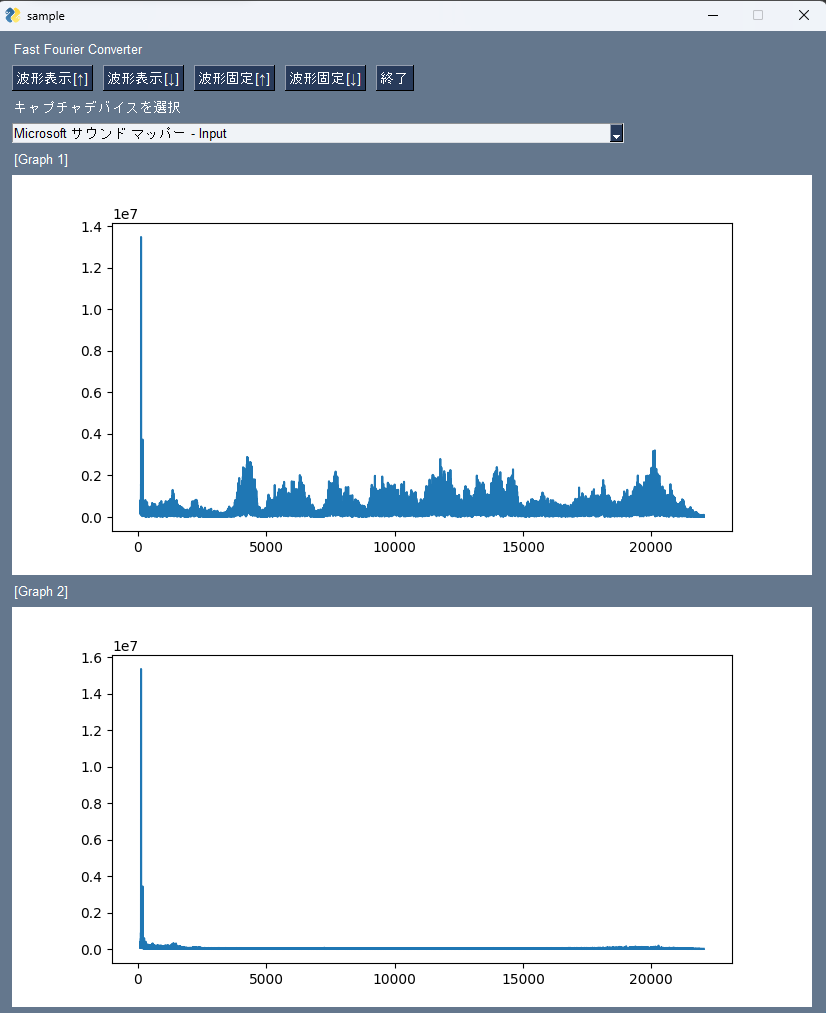 sample
Fast Fourier Converter
波形表示[↑] 波形表示[↓] 波形固定[↑] 波形固定[↓] 終了
キャプチャデバイスを選択
Microsoft サウンド マッパー - Input
[Graph 1]
1e7
1.4
1.2
1.0
0.8
0.6
0.4
0.2
0.0
0 5000 10000 15000 20000
[Graph 2]
1e7
1.6
1.4
1.2
1.0
0.8
0.6
0.4
0.2
0.0
0 5000 10000 15000 20000